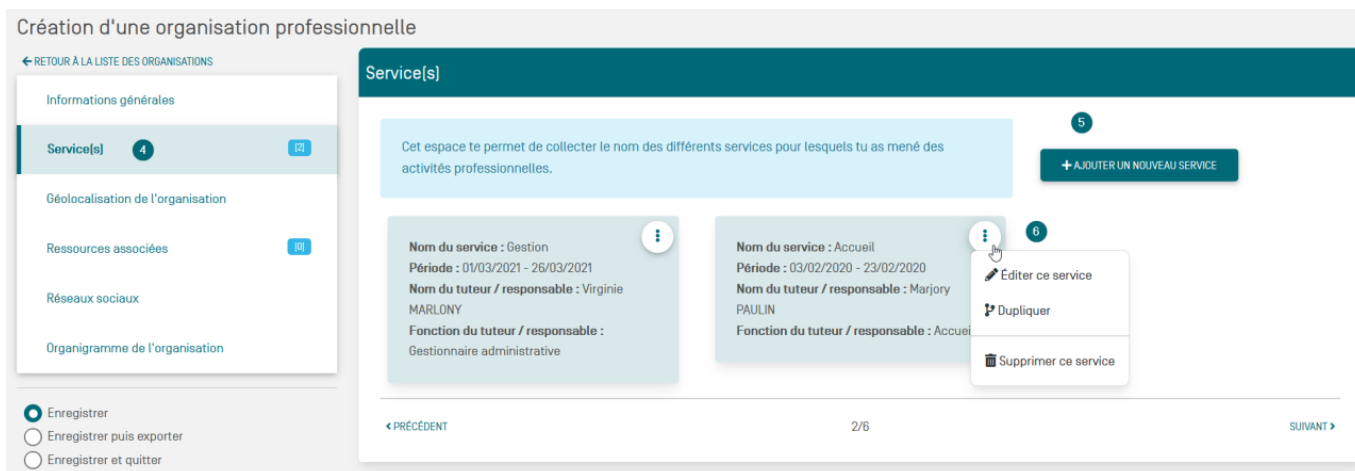 Création d'une organisation professionnelle
RETOUR À LA LISTE DES ORGANISATIONS
Informations générales
Service(s) 4 [2]
Géolocalisation de l'organisation
Ressources associées [0]
Réseaux sociaux
Organigramme de l'organisation
Enregistrer
Enregistrer puis exporter
Enregistrer et quitter
Service(s)
Cet espace te permet de collecter le nom des différents services pour lesquels tu as mené des
activités professionnelles.
5
+ AJOUTER UN NOUVEAU SERVICE
Nom du service : Gestion
Période : 01/03/2021 - 26/03/2021
Nom du tuteur / responsable : Virginie
MARLONY
Fonction du tuteur / responsable :
Gestionnaire administrative
Nom du service : Accueil
Période : 03/02/2020 - 23/02/2020
Nom du tuteur / responsable : Marjory
PAULIN
Fonction du tuteur / responsable : Accuei
6
Éditer ce service
Dupliquer
Supprimer ce service
PRÉCÉDENT
2/6
SUIVANT